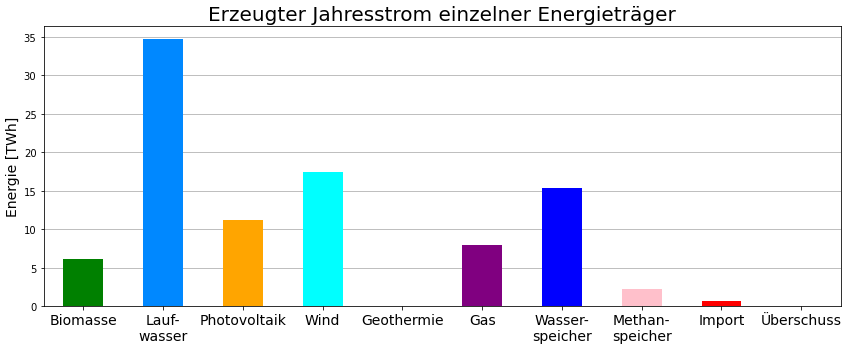 Erzeugter Jahresstrom einzelner Energieträger
Energie [TWh]
35
30
25
20
15
10
5
0
Biomasse
Lauf-
wasser
Photovoltaik
Wind
Geothermie
Gas
Wasser-
speicher
Methan-
speicher
Import
Überschuss